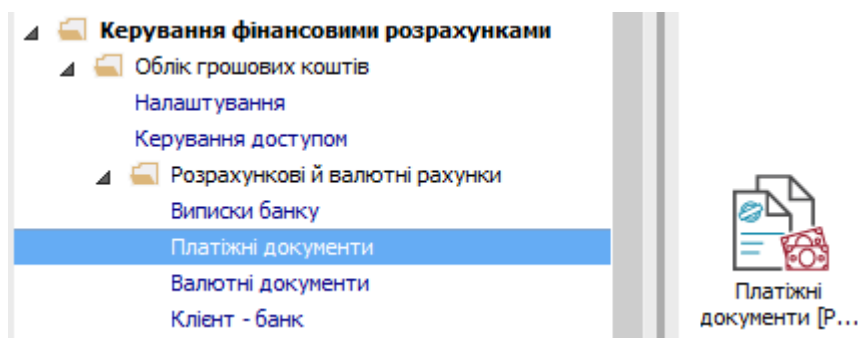 Керування фінансовими розрахунками
Облік грошових коштів
Налаштування
Керування доступом
Розрахункові й валютні рахунки
Виписки банку
Платіжні документи
Валютні документи
Клієнт - банк
Платіжні
документи [Р...